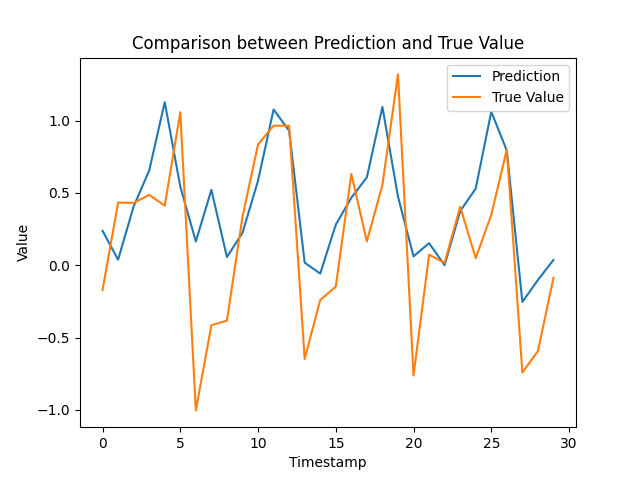 Comparison between Prediction and True Value
Prediction
True Value
1.0
0.5
0.0
−0.5
−1.0
Value
0 5 10 15 20 25 30
Timestamp